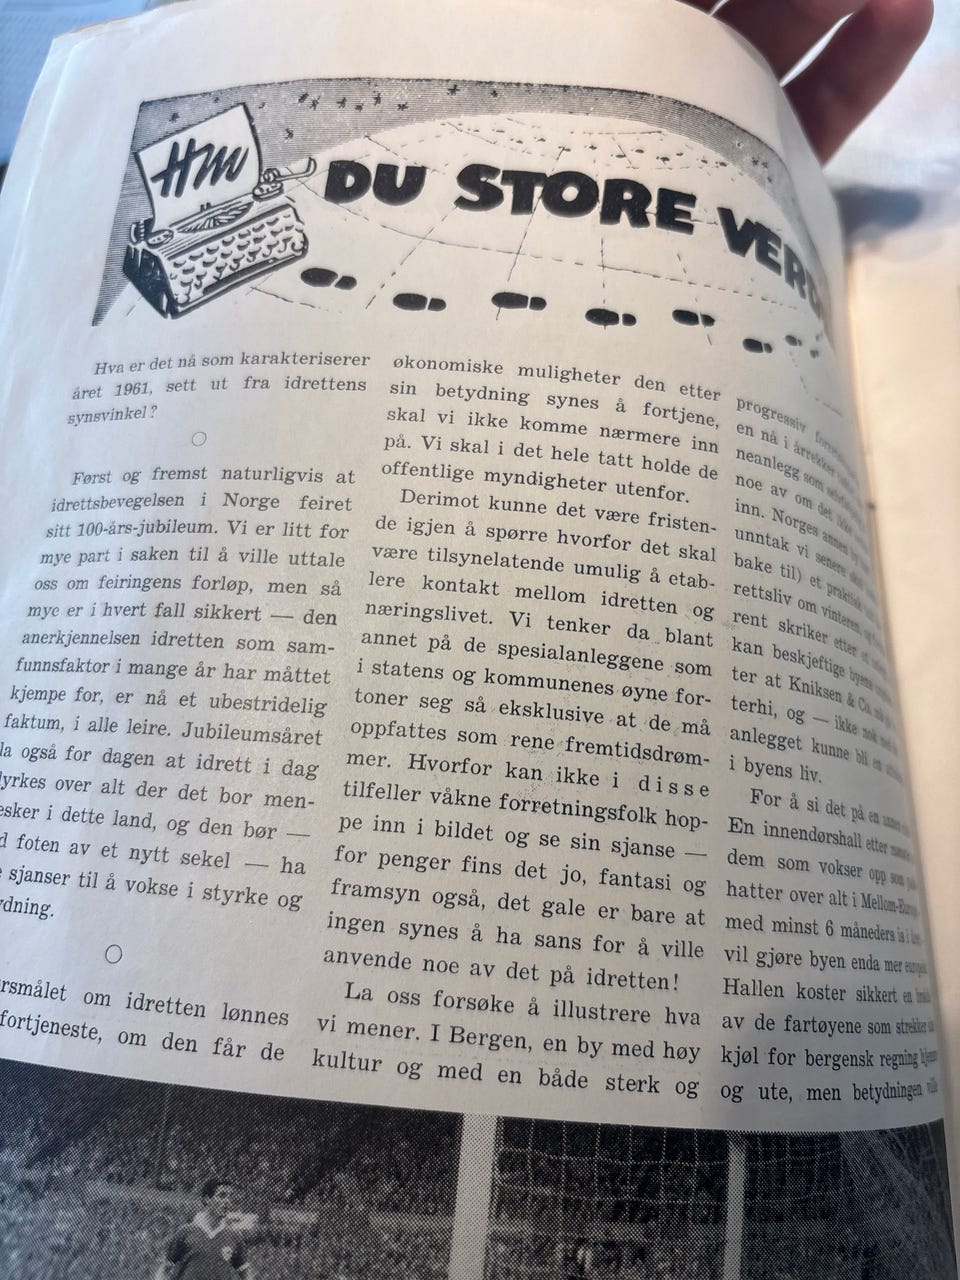 Hm
DU STORE VERD
Hva er det nå som karakteriserer
året 1961, sett ut fra idrettens
synsvinkel?
Først og fremst naturligvis at
idrettsbevegelsen i Norge feiret
sitt 100-års-jubileum. Vi er litt for
mye part i saken til å ville uttale
oss om feiringens forløp, men så
mye er i hvert fall sikkert — den
anerkjennelsen idretten som sam-
funnsfaktor i mange år har måttet
kjempe for, er nå et ubestridelig
faktum, i alle leire. Jubileumsåret
la også for dagen at idrett i dag
yrkes over alt der det bor men-
esker i dette land, og den bør —
d foten av et nytt sekel — ha
sjanser til å vokse i styrke og
dning.
rsmålet om idretten lønnes
fortjeneste, om den får de
økonomiske muligheter den etter
sin betydning synes å fortjene,
skal vi ikke komme nærmere inn
på. Vi skal i det hele tatt holde de
offentlige myndigheter utenfor.
Derimot kunne det være fristen-
de igjen å spørre hvorfor det skal
være tilsynelatende umulig å etab-
lere kontakt mellom idretten og
næringslivet. Vi tenker da blant
annet på de spesialanleggene som
i statens og kommunenes øyne for-
toner seg så eksklusive at de må
oppfattes som rene fremtidsdrøm-
mer. Hvorfor kan ikke i disse
tilfeller våkne forretningsfolk hop-
pe inn i bildet og se sin sjanse —
for penger fins det jo, fantasi og
framsyn også, det gale er bare at
ingen synes å ha sans for å ville
anvende noe av det på idretten!
La oss forsøke å illustrere hva
vi mener. I Bergen, en by med høy
kultur og med en både sterk og
progressiv
en nå i årrekker
neanlegg som
noe av om det ikke
inn. Norges annen
unntak vi senere
bake til) et praktisk
rettsliv om vinteren,
rent skriker etter
kan beskjeftige byens
ter at Kniksen & Co.
terhi, og — ikke nok med
anlegget kunne bli en
i byens liv.
For å si det på en annen
En innendørshall etter
dem som vokser opp som
hatter over alt i Mellom-Europa,
med minst 6 måneders is i
vil gjøre byen enda mer
Hallen koster sikkert en
av de fartøyene som strekker
kjøl for bergensk regning
og ute, men betydningen